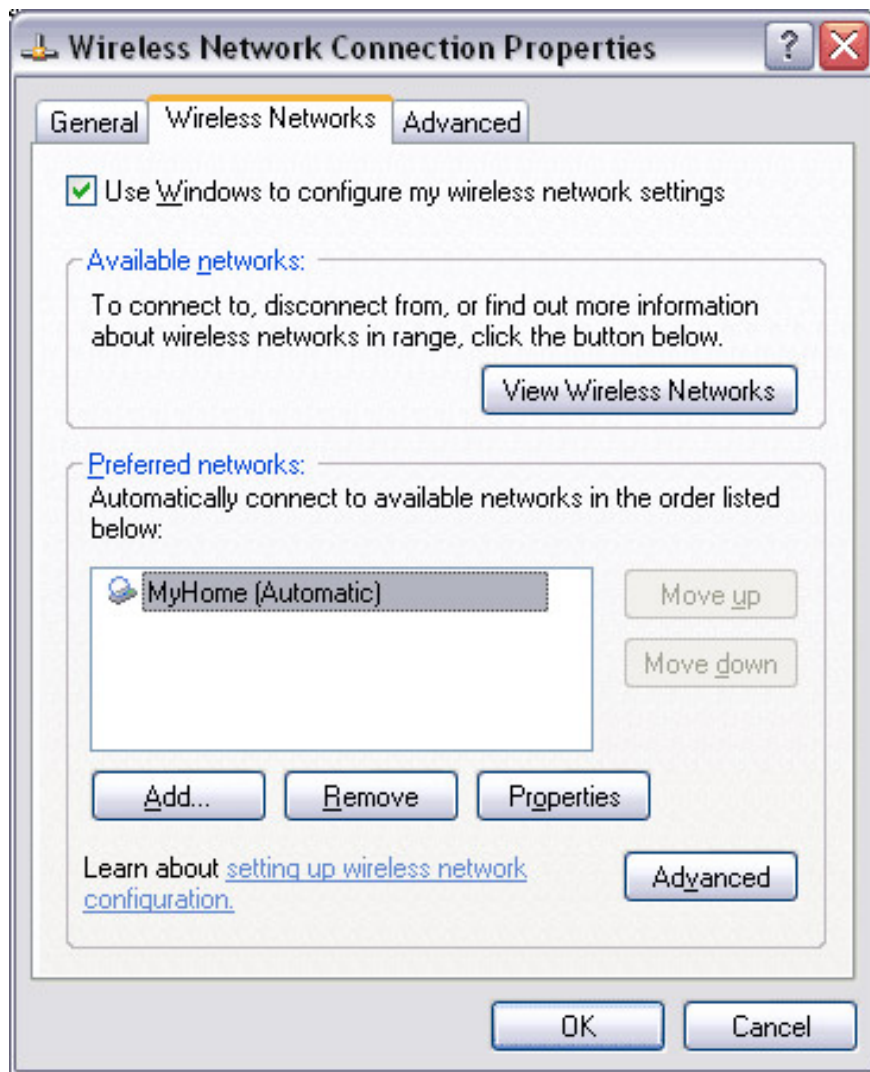 Wireless Network Connection Properties
General
Wireless Networks
Advanced
Use Windows to configure my wireless network settings
Available networks:
To connect to, disconnect from, or find out more information
about wireless networks in range, click the button below.
View Wireless Networks
Preferred networks:
Automatically connect to available networks in the order listed
below:
MyHome (Automatic)
Move up
Move down
Add...
Remove
Properties
Learn about setting up wireless network
configuration.
Advanced
OK
Cancel